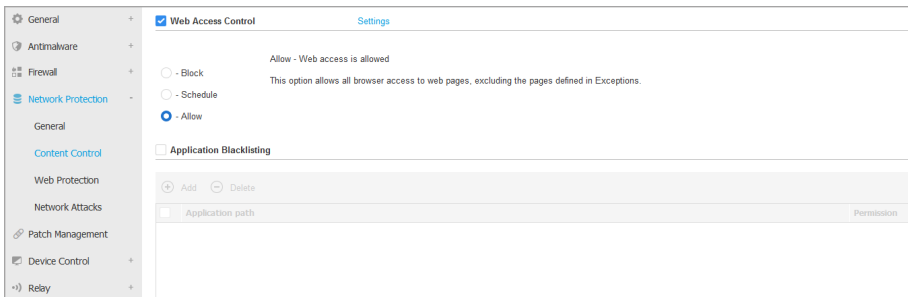 General +
Antimalware +
Firewall +
Network Protection -
General
Content Control
Web Protection
Network Attacks
Patch Management
Device Control +
Relay +
Web Access Control Settings
Allow - Web access is allowed
- Block
This option allows all browser access to web pages, excluding the pages defined in Exceptions.
- Schedule
- Allow
Application Blacklisting
Add Delete
Application path Permission